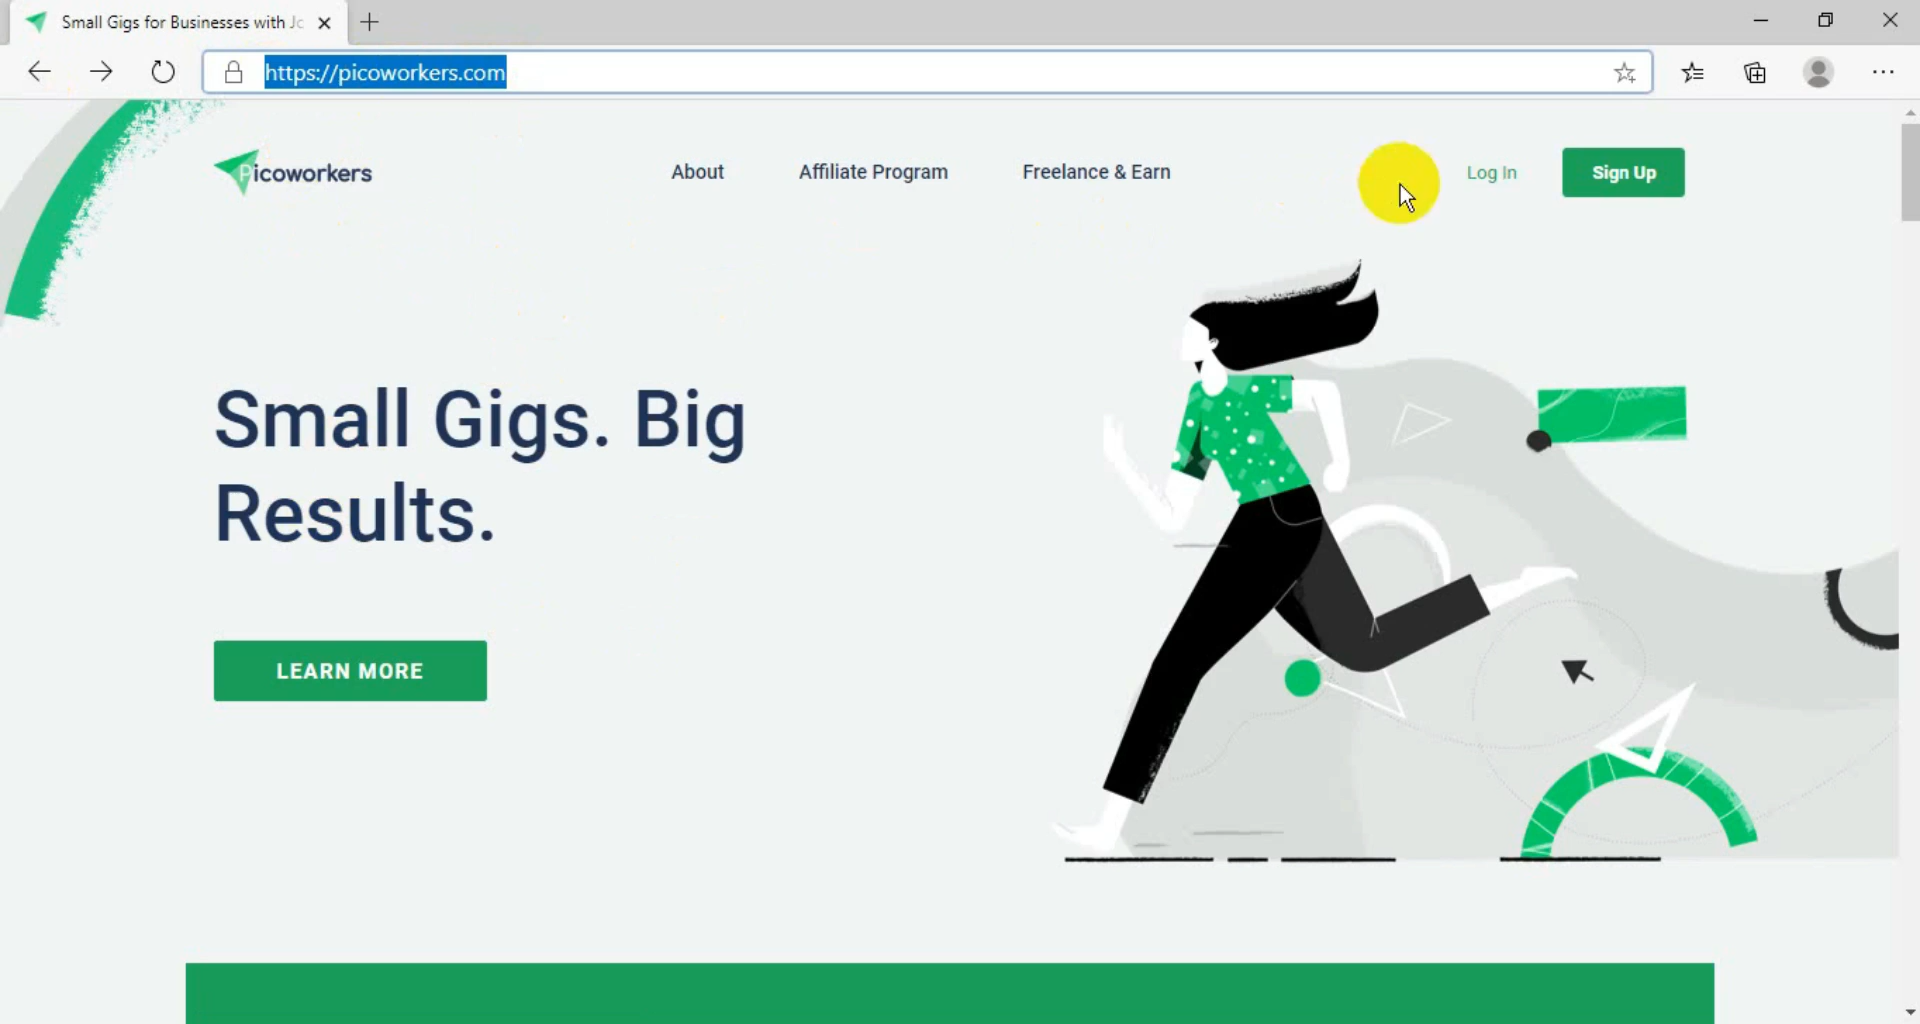 Small Gigs for Businesses with Jo
https://picoworkers.com
Picoworkers
About
Affiliate Program
Freelance & Earn
Log In
Sign Up
Small Gigs. Big
Results.
LEARN MORE